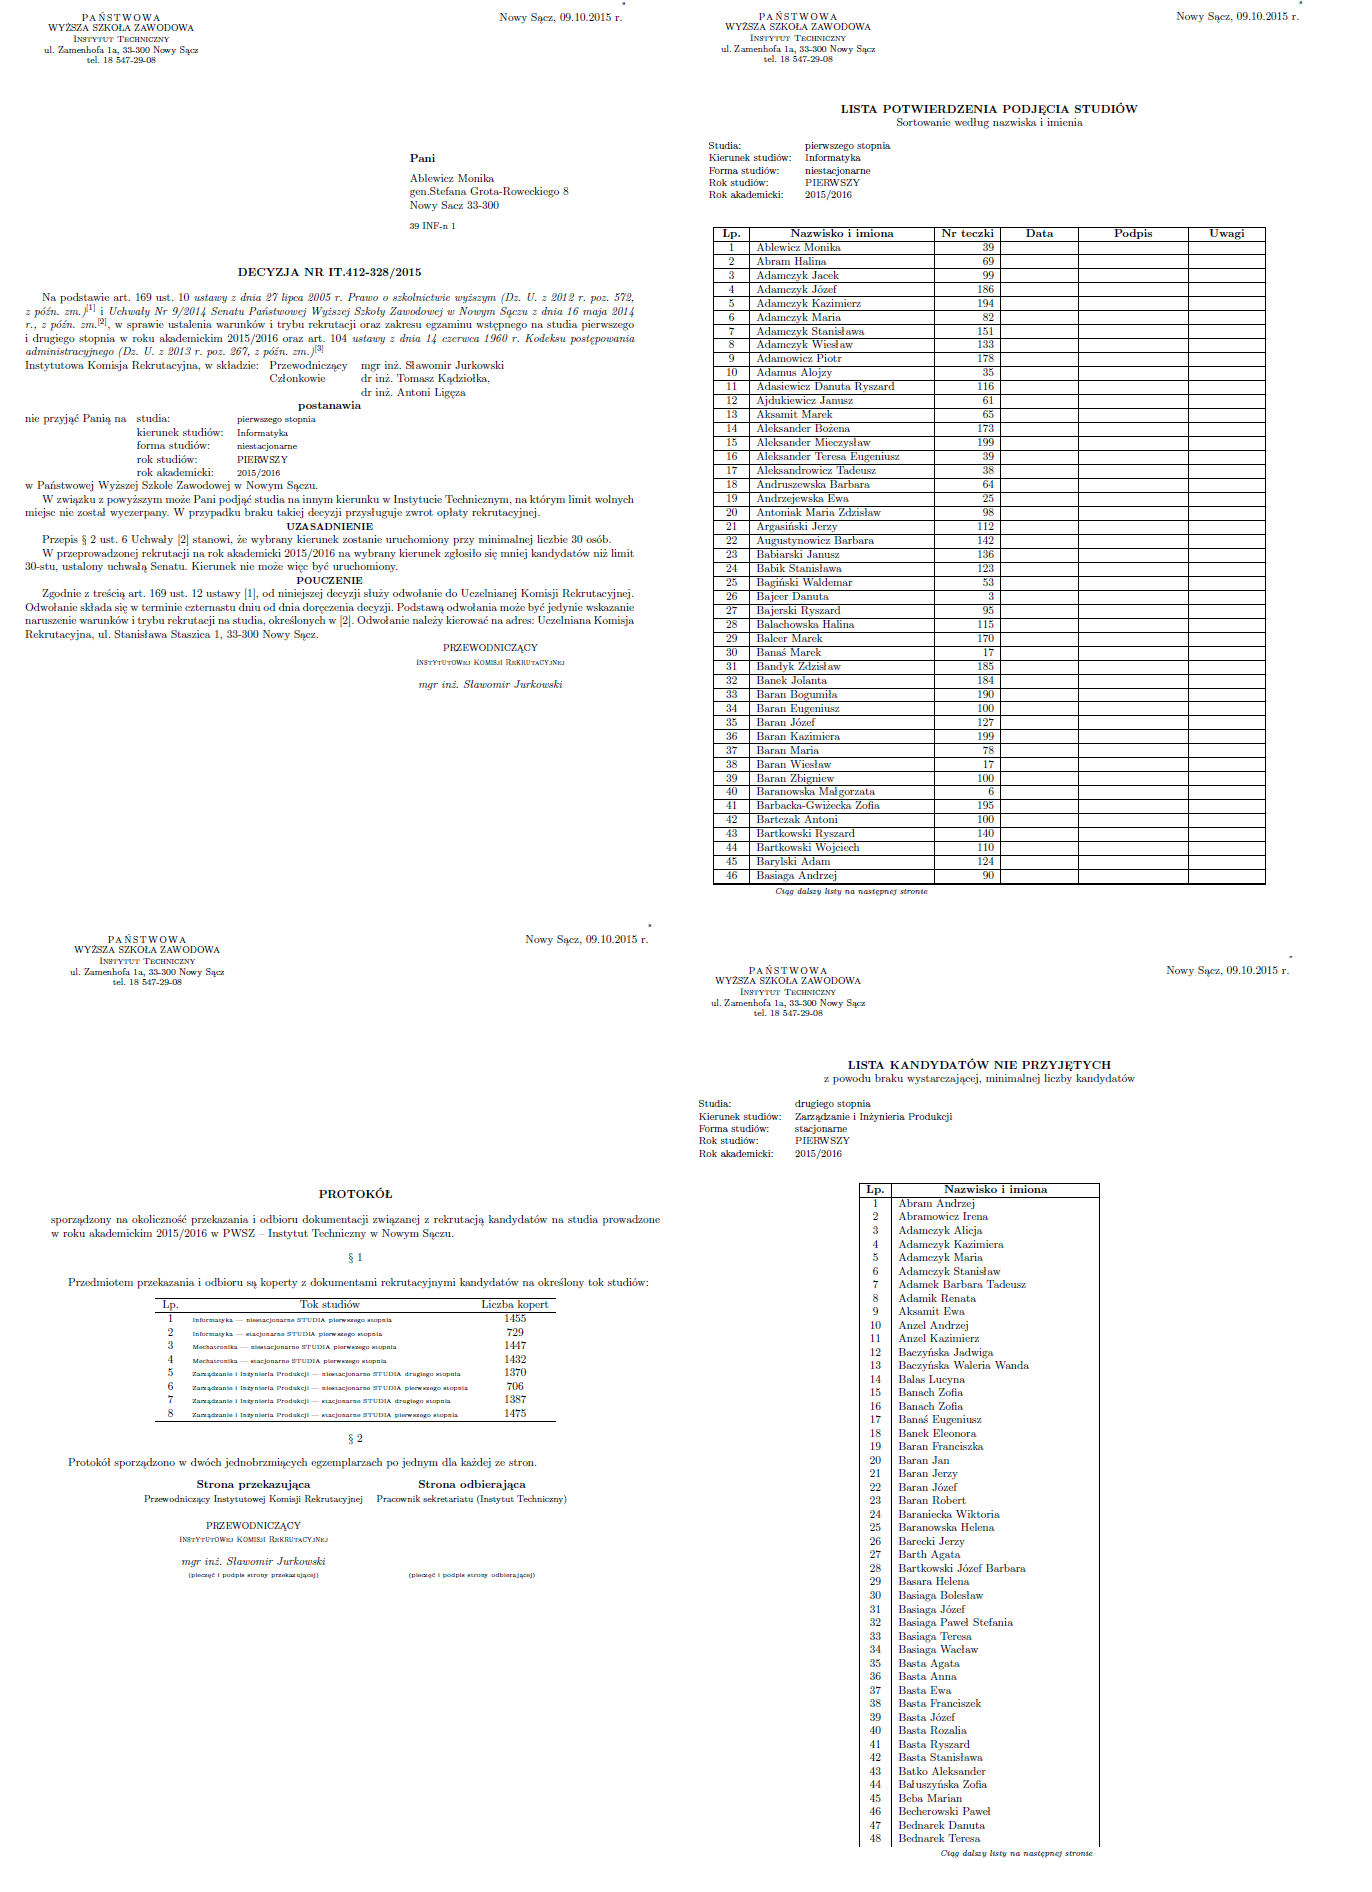 PAŃSTWOWA
WYŻSZA SZKOŁA ZAWODOWA
Instytut Techniczny
ul. Zamenhofa 1a, 33-300 Nowy Sącz
tel. 18 547-29-08
Nowy Sącz, 09.10.2015 r.
Pani
Ablewicz Monika
gen.Stefana Grota-Roweckiego 8
Nowy Sacz 33-300
39 INF-n 1
DECYZJA NR IT.412-328/2015
Na podstawie art. 169 ust. 10 ustawy z dnia 27 lipca 2005 r. Prawo o szkolnictwie wyższym (Dz. U. z 2012 r. poz. 572,
z późn. zm.)[1] i Uchwały Nr 9/2014 Senatu Państwowej Wyższej Szkoły Zawodowej w Nowym Sączu z dnia 16 maja 2014
r., z późn. zm.[2], w sprawie ustalenia warunków i trybu rekrutacji oraz zakresu egzaminu wstępnego na studia pierwszego
i drugiego stopnia w roku akademickim 2015/2016 oraz art. 104 ustawy z dnia 14 czerwca 1960 r. Kodeksu postępowania
administracyjnego (Dz. U. z 2013 r. poz. 267, z późn. zm.)[3]
Instytutowa Komisja Rekrutacyjna, w składzie: Przewodniczący mgr inż. Sławomir Jurkowski
Członkowie dr inż. Tomasz Kądziołka,
dr inż. Antoni Ligęza
postanawia
nie przyjąć Panią na studia: pierwszego stopnia
kierunek studiów: Informatyka
forma studiów: niestacjonarne
rok studiów: PIERWSZY
rok akademicki: 2015/2016
w Państwowej Wyższej Szkole Zawodowej w Nowym Sączu.
W związku z powyższym może Pani podjąć studia na innym kierunku w Instytucie Technicznym, na którym limit wolnych
miejsc nie został wyczerpany. W przypadku braku takiej decyzji przysługuje zwrot opłaty rekrutacyjnej.
UZASADNIENIE
Przepis § 2 ust. 6 Uchwały [2] stanowi, że wybrany kierunek zostanie uruchomiony przy minimalnej liczbie 30 osób.
W przeprowadzonej rekrutacji na rok akademicki 2015/2016 na wybrany kierunek zgłosiło się mniej kandydatów niż limit
30-stu, ustalony uchwałą Senatu. Kierunek nie może więc być uruchomiony.
POUCZENIE
Zgodnie z treścią art. 169 ust. 12 ustawy [1], od niniejszej decyzji służy odwołanie do Uczelnianej Komisji Rekrutacyjnej.
Odwołanie składa się w terminie czternastu dniu od dnia doręczenia decyzji. Podstawą odwołania może być jedynie wskazanie
naruszenie warunków i trybu rekrutacji na studia, określonych w [2]. Odwołanie należy kierować na adres: Uczelniana Komisja
Rekrutacyjna, ul. Stanisława Staszica 1, 33-300 Nowy Sącz.
PRZEWODNICZĄCY
Instytutowej Komisji Rekrutacyjnej
mgr inż. Sławomir Jurkowski
PAŃSTWOWA
WYŻSZA SZKOŁA ZAWODOWA
Instytut Techniczny
ul. Zamenhofa 1a, 33-300 Nowy Sącz
tel. 18 547-29-08
Nowy Sącz, 09.10.2015 r.
LISTA POTWIERDZENIA PODJĘCIA STUDIÓW
Sortowanie według nazwiska i imienia
Studia: pierwszego stopnia
Kierunek studiów: Informatyka
Forma studiów: niestacjonarne
Rok studiów: PIERWSZY
Rok akademicki: 2015/2016
Lp. Nazwisko i imiona Nr teczki Data Podpis Uwagi
1 Ablewicz Monika 39
2 Abram Halina 69
3 Adamczyk Jacek 99
4 Adamczyk Józef 186
5 Adamczyk Kazimierz 194
6 Adamczyk Maria 82
7 Adamczyk Stanisława 151
8 Adamczyk Wiesław 133
9 Adamowicz Piotr 178
10 Adamus Alojzy 35
11 Adasiewicz Danuta Ryszard 116
12 Ajdukiewicz Janusz 61
13 Aksamit Marek 65
14 Aleksander Bożena 173
15 Aleksander Mieczysław 199
16 Aleksander Teresa Eugeniusz 39
17 Aleksandrowicz Tadeusz 38
18 Andruszewska Barbara 64
19 Andrzejewska Ewa 25
20 Antoniak Maria Zdzisław 98
21 Argasiński Jerzy 112
22 Augustynowicz Barbara 142
23 Babiarski Janusz 136
24 Babik Stanisława 123
25 Bagiński Waldemar 53
26 Bajcer Danuta 3
27 Bajerski Ryszard 95
28 Balachowska Halina 115
29 Balcer Marek 170
30 Banaś Marek 17
31 Bandyk Zdzisław 185
32 Banek Jolanta 184
33 Baran Bogumiła 190
34 Baran Eugeniusz 100
35 Baran Józef 127
36 Baran Kazimiera 199
37 Baran Maria 78
38 Baran Wiesław 17
39 Baran Zbigniew 100
40 Baranowska Małgorzata 6
41 Barbacka-Gwiżecka Zofia 195
42 Bartczak Antoni 100
43 Bartkowski Ryszard 140
44 Bartkowski Wojciech 110
45 Barylski Adam 124
46 Basiaga Andrzej 90
Ciąg dalszy listy na następnej stronie
PAŃSTWOWA
WYŻSZA SZKOŁA ZAWODOWA
Instytut Techniczny
ul. Zamenhofa 1a, 33-300 Nowy Sącz
tel. 18 547-29-08
Nowy Sącz, 09.10.2015 r.
PROTOKÓŁ
sporządzony na okoliczność przekazania i odbioru dokumentacji związanej z rekrutacją kandydatów na studia prowadzone
w roku akademickim 2015/2016 w PWSZ – Instytut Techniczny w Nowym Sączu.
§ 1
Przedmiotem przekazania i odbioru są koperty z dokumentami rekrutacyjnymi kandydatów na określony tok studiów:
Lp. Tok studiów Liczba kopert
1 Informatyka — niestacjonarne STUDIA pierwszego stopnia 1455
2 Informatyka — stacjonarne STUDIA pierwszego stopnia 729
3 Mechatronika — niestacjonarne STUDIA pierwszego stopnia 1447
4 Mechatronika — stacjonarne STUDIA pierwszego stopnia 1432
5 Zarządzanie i Inżynieria Produkcji — niestacjonarne STUDIA drugiego stopnia 1370
6 Zarządzanie i Inżynieria Produkcji — niestacjonarne STUDIA pierwszego stopnia 706
7 Zarządzanie i Inżynieria Produkcji — stacjonarne STUDIA drugiego stopnia 1387
8 Zarządzanie i Inżynieria Produkcji — stacjonarne STUDIA pierwszego stopnia 1475
§ 2
Protokół sporządzono w dwóch jednobrzmiących egzemplarzach po jednym dla każdej ze stron.
Strona przekazująca Strona odbierająca
Przewodniczący Instytutowej Komisji Rekrutacyjnej Pracownik sekretariatu (Instytut Techniczny)
PRZEWODNICZĄCY
Instytutowej Komisji Rekrutacyjnej
mgr inż. Sławomir Jurkowski
(pieczęć i podpis strony przekazującej) (pieczęć i podpis strony odbierającej)
PAŃSTWOWA
WYŻSZA SZKOŁA ZAWODOWA
Instytut Techniczny
ul. Zamenhofa 1a, 33-300 Nowy Sącz
tel. 18 547-29-08
Nowy Sącz, 09.10.2015 r.
LISTA KANDYDATÓW NIE PRZYJĘTYCH
z powodu braku wystarczającej, minimalnej liczby kandydatów
Studia: drugiego stopnia
Kierunek studiów: Zarządzanie i Inżynieria Produkcji
Forma studiów: stacjonarne
Rok studiów: PIERWSZY
Rok akademicki: 2015/2016
Lp. Nazwisko i imiona
1 Abram Andrzej
2 Abramowicz Irena
3 Adamczyk Alicja
4 Adamczyk Kazimiera
5 Adamczyk Maria
6 Adamczyk Stanisław
7 Adamek Barbara Tadeusz
8 Adamik Renata
9 Aksamit Ewa
10 Anzel Andrzej
11 Anzel Kazimierz
12 Baczyńska Jadwiga
13 Baczyńska Waleria Wanda
14 Balas Lucyna
15 Banach Zofia
16 Banach Zofia
17 Banaś Eugeniusz
18 Banek Eleonora
19 Baran Franciszka
20 Baran Jan
21 Baran Jerzy
22 Baran Józef
23 Baran Robert
24 Baraniecka Wiktoria
25 Baranowska Helena
26 Barecki Jerzy
27 Barth Agata
28 Bartkowski Józef Barbara
29 Basara Helena
30 Basiaga Bolesław
31 Basiaga Józef
32 Basiaga Paweł Stefania
33 Basiaga Teresa
34 Basiaga Wacław
35 Basta Agata
36 Basta Anna
37 Basta Ewa
38 Basta Franciszek
39 Basta Józef
40 Basta Rozalia
41 Basta Ryszard
42 Basta Stanisława
43 Batko Aleksander
44 Bałuszyńska Zofia
45 Beba Marian
46 Becherowski Paweł
47 Bednarek Danuta
48 Bednarek Teresa
Ciąg dalszy listy na następnej stronie